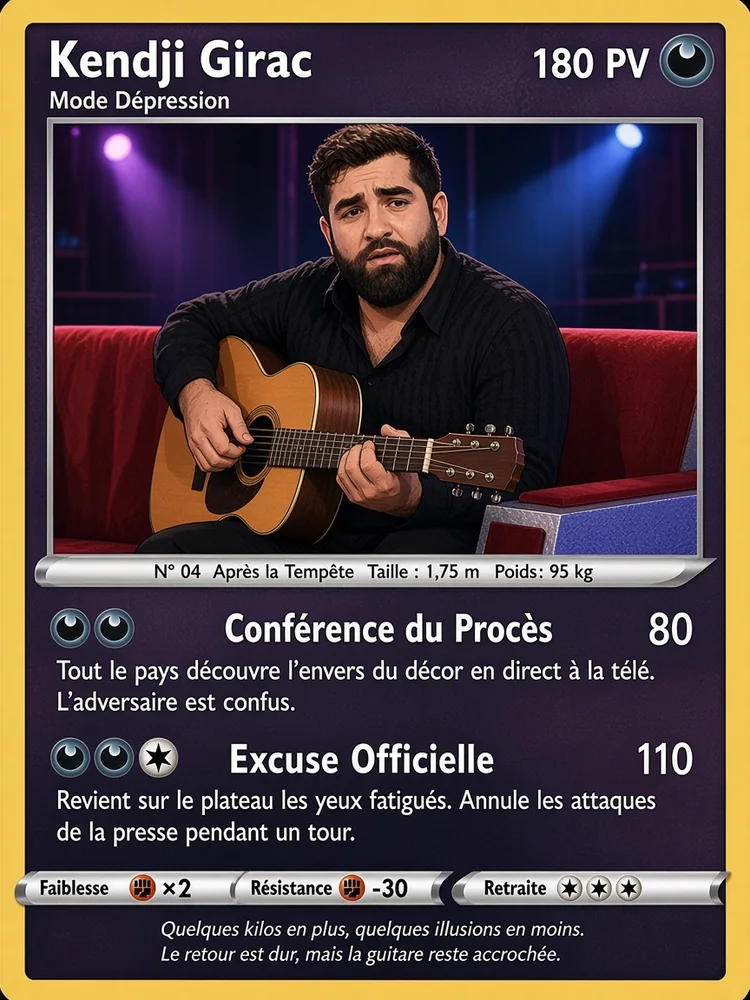 Kendji Girac
180 PV
Mode Dépression
N° 04 Après la Tempête Taille : 1,75 m Poids: 95 kg
Conférence du Procès 80
Tout le pays découvre l’envers du décor en direct à la télé.
L’adversaire est confus.
Excuse Officielle 110
Revient sur le plateau les yeux fatigués. Annule les attaques
de la presse pendant un tour.
Faiblesse ×2 Résistance -30 Retraite
Quelques kilos en plus, quelques illusions en moins.
Le retour est dur, mais la guitare reste accrochée.